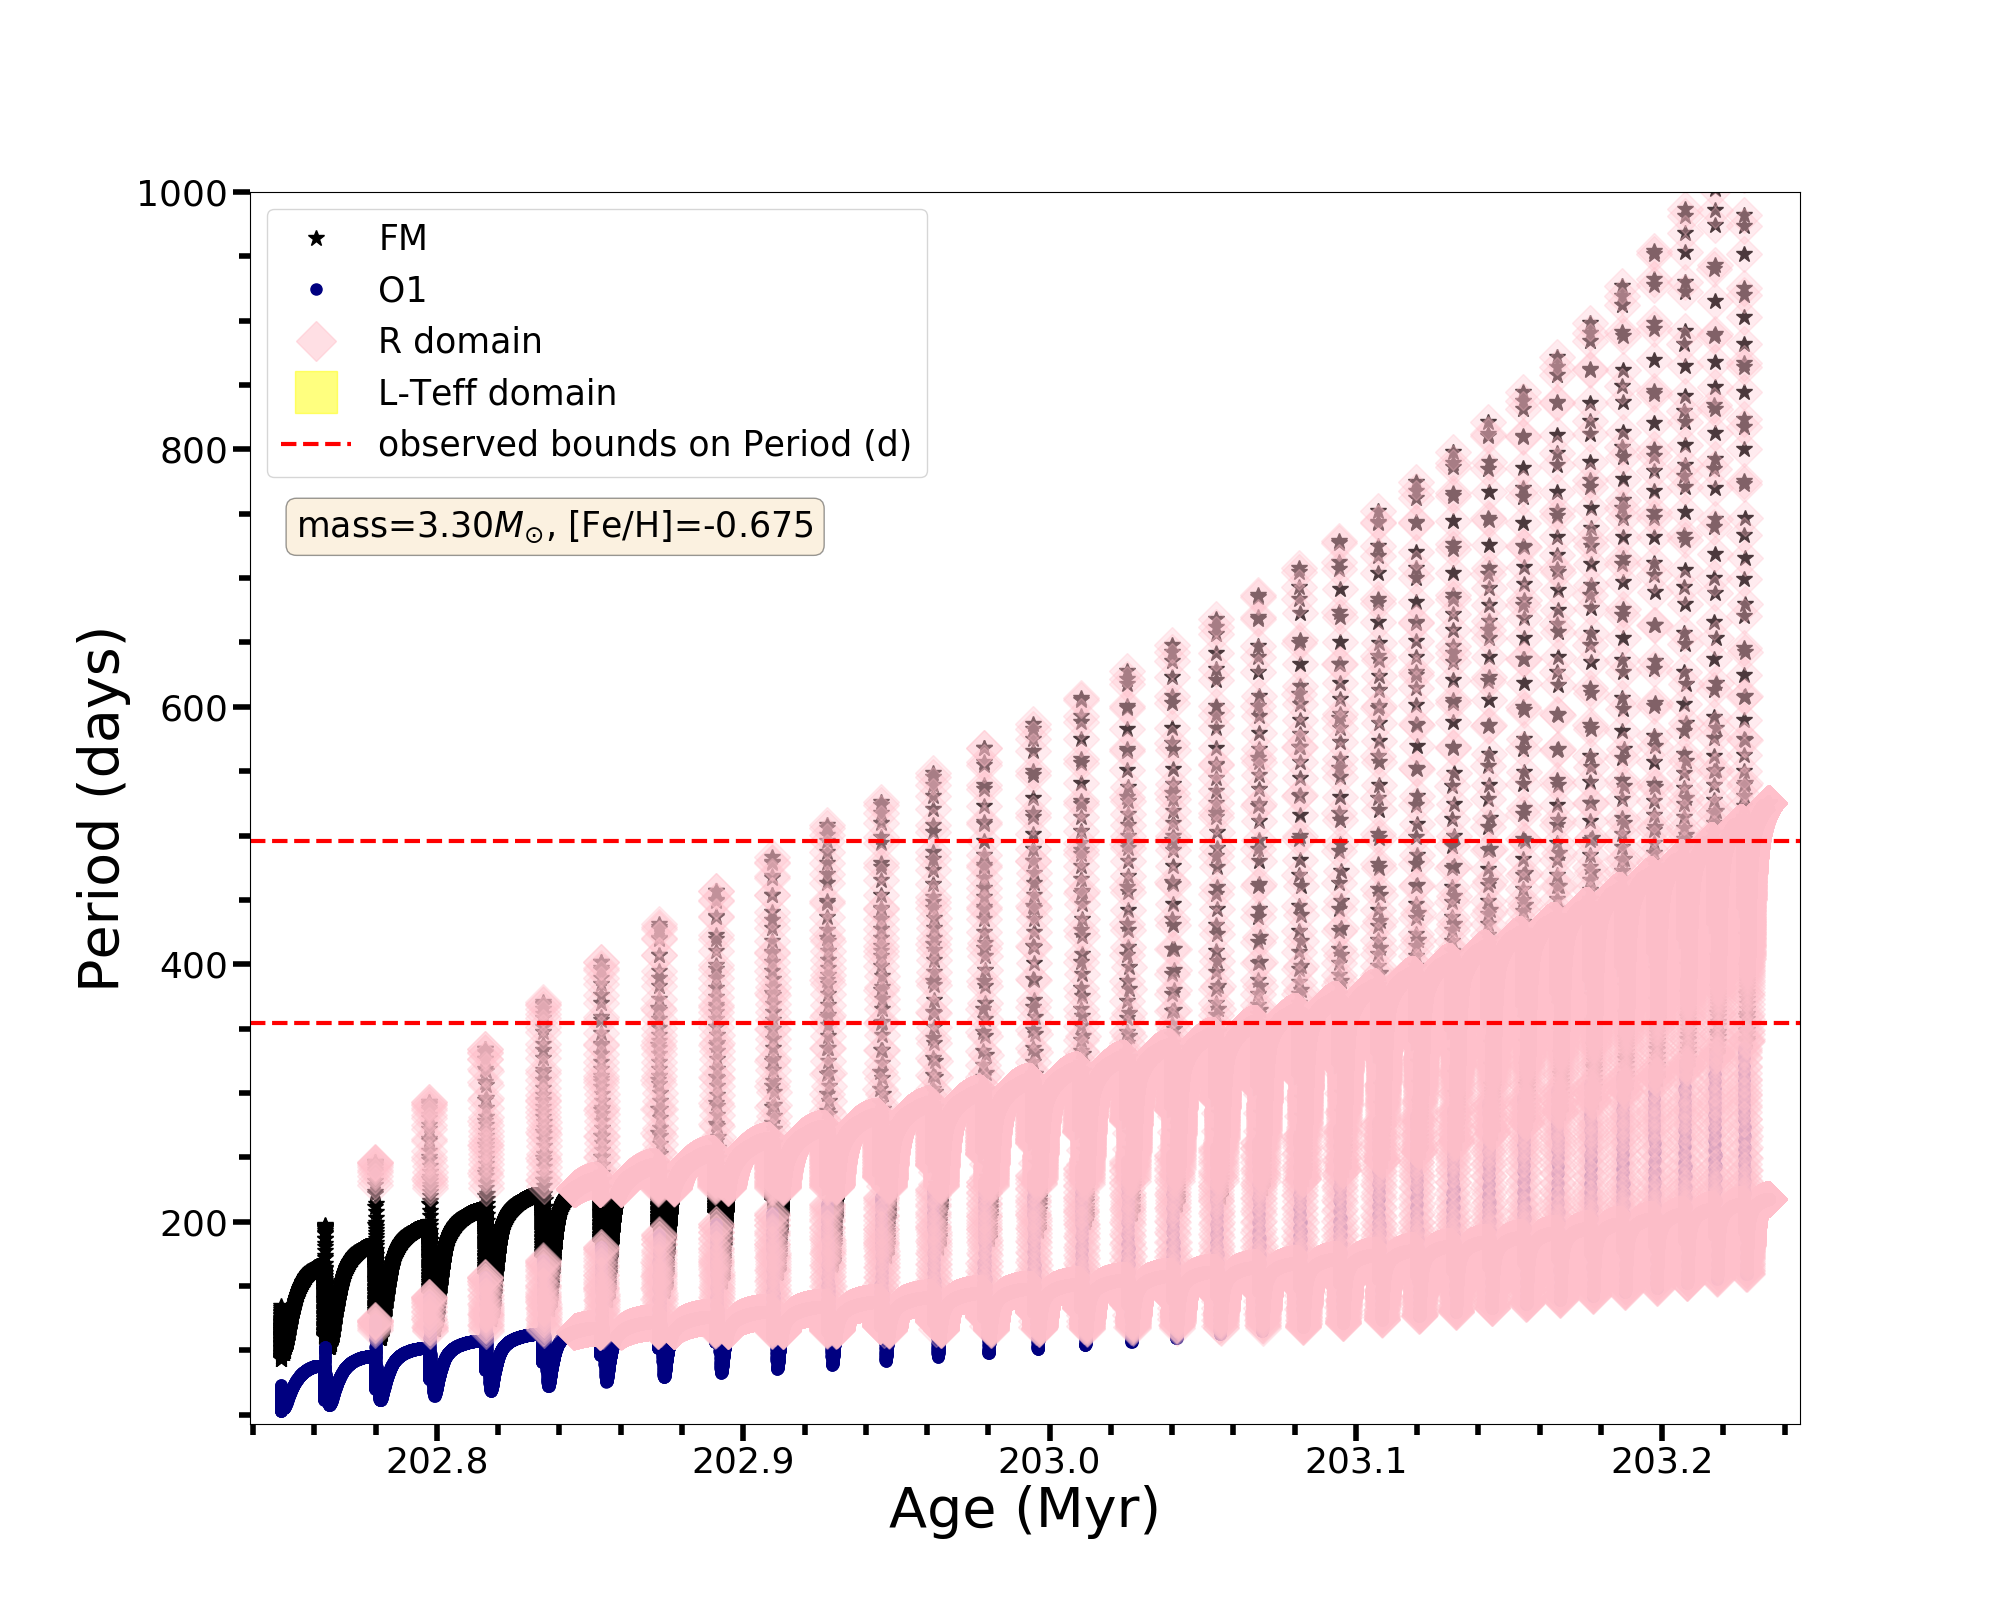 1000
800
600
400
200
Period (days)
FM
O1
R domain
L-Teff domain
observed bounds on Period (d)
mass=3.30M☉, [Fe/H]=-0.675
202.8 202.9 203.0 203.1 203.2
Age (Myr)